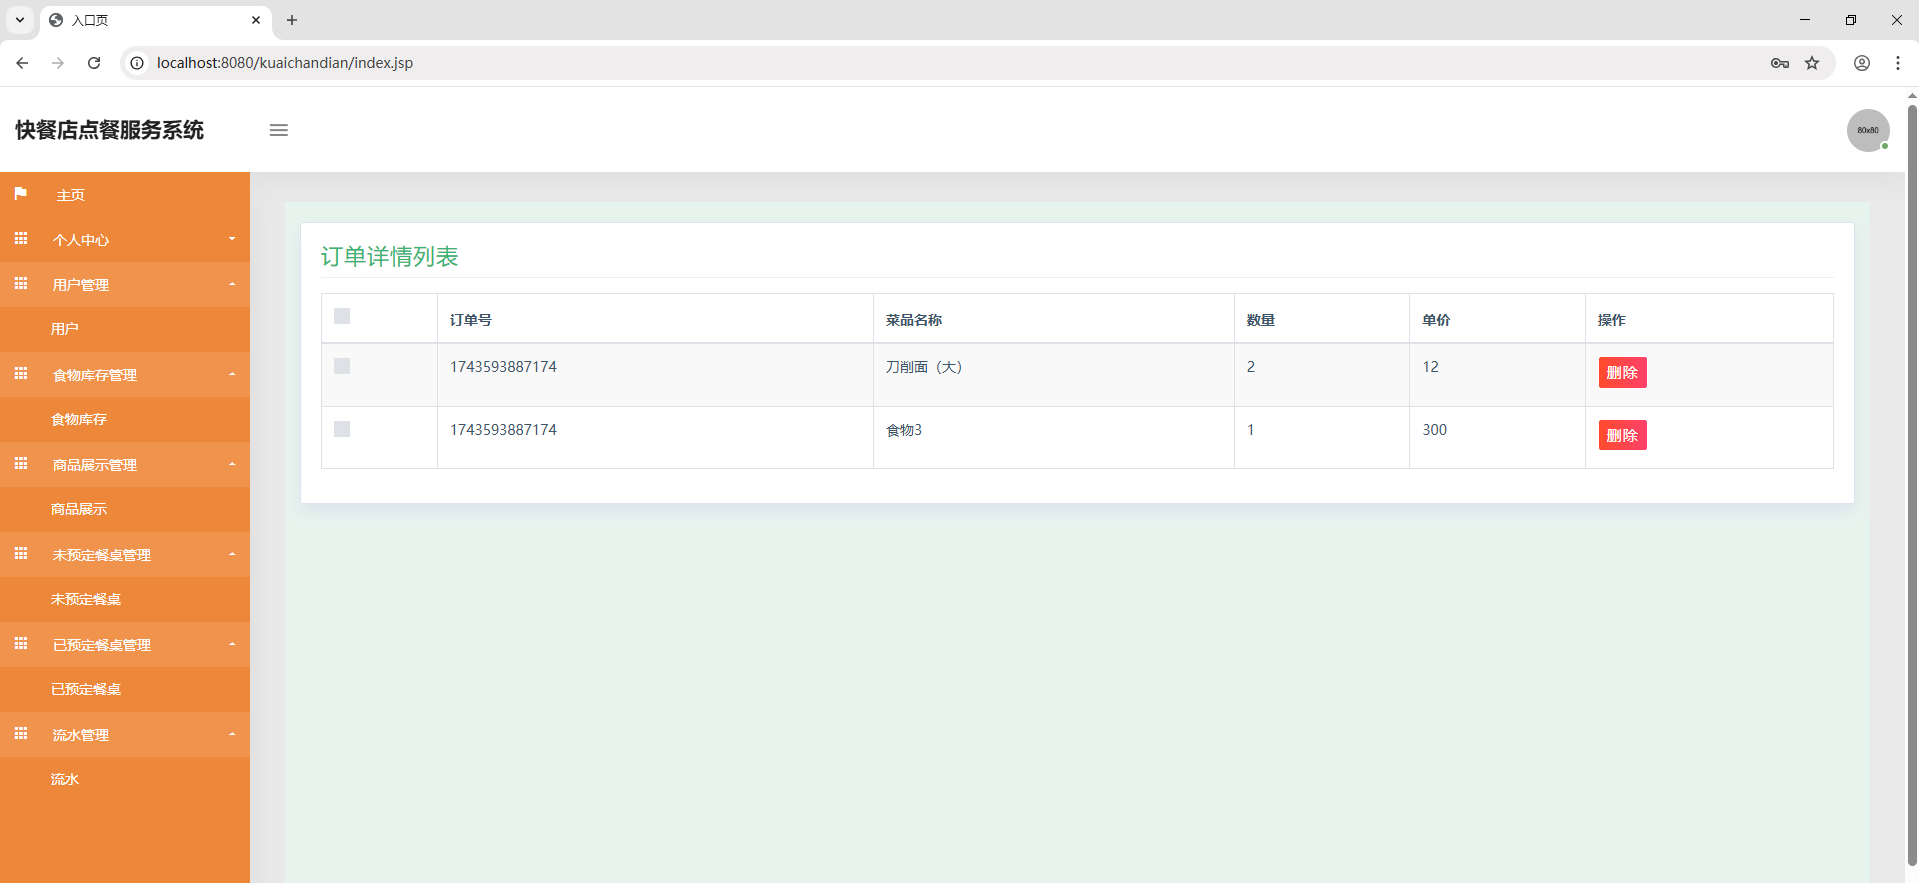 入口页
localhost:8080/kuaichandian/index.jsp
快餐店点餐服务系统
80x80
主页
个人中心
用户管理
用户
食物库存管理
食物库存
商品展示管理
商品展示
未预定餐桌管理
未预定餐桌
已预定餐桌管理
已预定餐桌
流水管理
流水
订单详情列表
订单号 菜品名称 数量 单价 操作
1743593887174 刀削面（大） 2 12 删除
1743593887174 食物3 1 300 删除